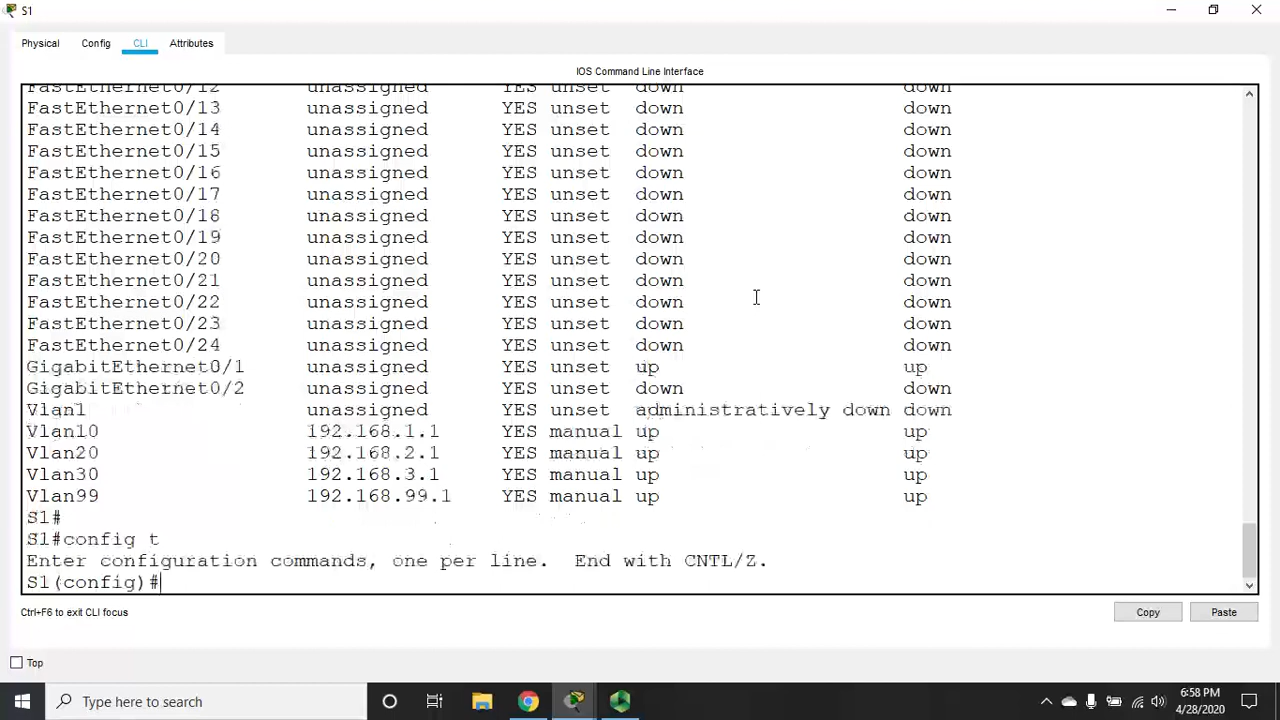 S1
Physical Config CLI Attributes
IOS Command Line Interface
FastEthernet0/12 unassigned YES unset down down
FastEthernet0/13 unassigned YES unset down down
FastEthernet0/14 unassigned YES unset down down
FastEthernet0/15 unassigned YES unset down down
FastEthernet0/16 unassigned YES unset down down
FastEthernet0/17 unassigned YES unset down down
FastEthernet0/18 unassigned YES unset down down
FastEthernet0/19 unassigned YES unset down down
FastEthernet0/20 unassigned YES unset down down
FastEthernet0/21 unassigned YES unset down down
FastEthernet0/22 unassigned YES unset down down
FastEthernet0/23 unassigned YES unset down down
FastEthernet0/24 unassigned YES unset down down
GigabitEthernet0/1 unassigned YES unset up up
GigabitEthernet0/2 unassigned YES unset down down
Vlan1 unassigned YES unset administratively down down
Vlan10 192.168.1.1 YES manual up up
Vlan20 192.168.2.1 YES manual up up
Vlan30 192.168.3.1 YES manual up up
Vlan99 192.168.99.1 YES manual up up
S1#
S1#config t
Enter configuration commands, one per line. End with CNTL/Z.
S1(config)#
Ctrl+F6 to exit CLI focus
Copy Paste
Top
Type here to search
6:58 PM
4/28/2020